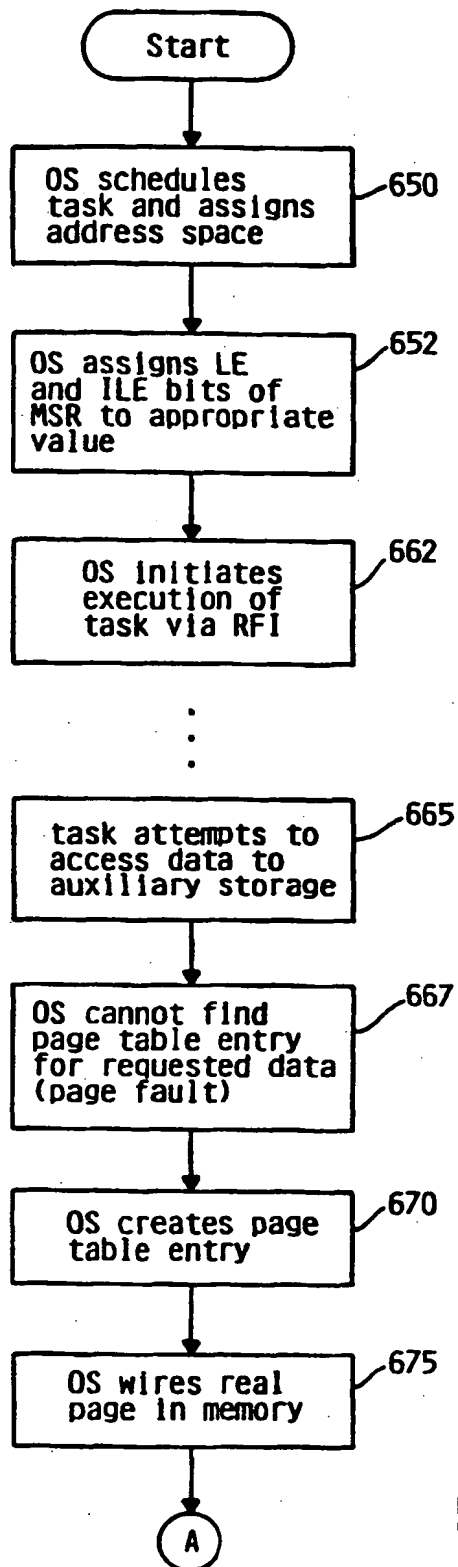 Start
OS schedules
task and assigns
address space
650
OS assigns LE
and ILE bits of
MSR to appropriate
value
652
OS initiates
execution of
task via RFI
662
task attempts to
access data to
auxiliary storage
665
OS cannot find
page table entry
for requested data
(page fault)
667
OS creates page
table entry
670
OS wires real
page in memory
675
A